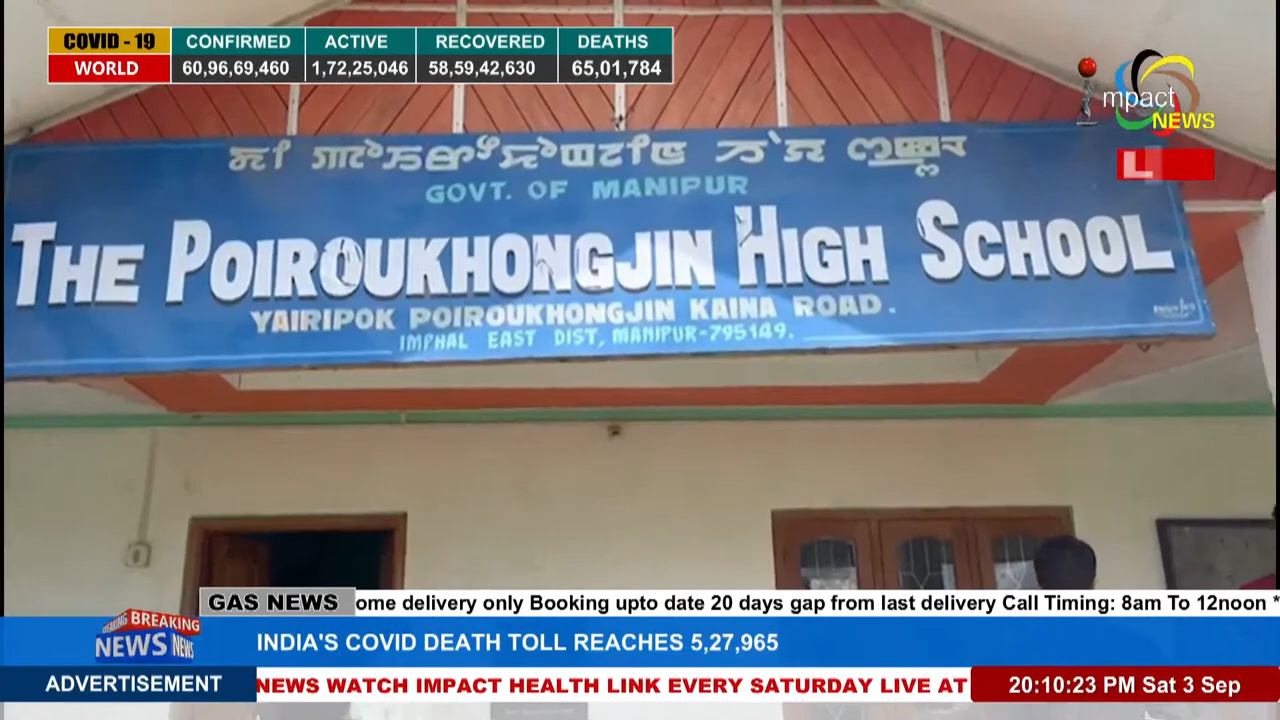 COVID - 19 CONFIRMED ACTIVE RECOVERED DEATHS
WORLD 60,96,69,460 1,72,25,046 58,59,42,630 65,01,784
mpact
NEWS
L
GOVT. OF MANIPUR
THE POIROUKHONGJIN HIGH SCHOOL
YAIRIPOK POIROUKHONGJIN KAINA ROAD.
IMPHAL EAST DIST, MANIPUR-795149.
GAS NEWS ome delivery only Booking upto date 20 days gap from last delivery Call Timing: 8am To 12noon *
BREAKING
NEWS NEWS
INDIA'S COVID DEATH TOLL REACHES 5,27,965
ADVERTISEMENT NEWS WATCH IMPACT HEALTH LINK EVERY SATURDAY LIVE AT 20:10:23 PM Sat 3 Sep